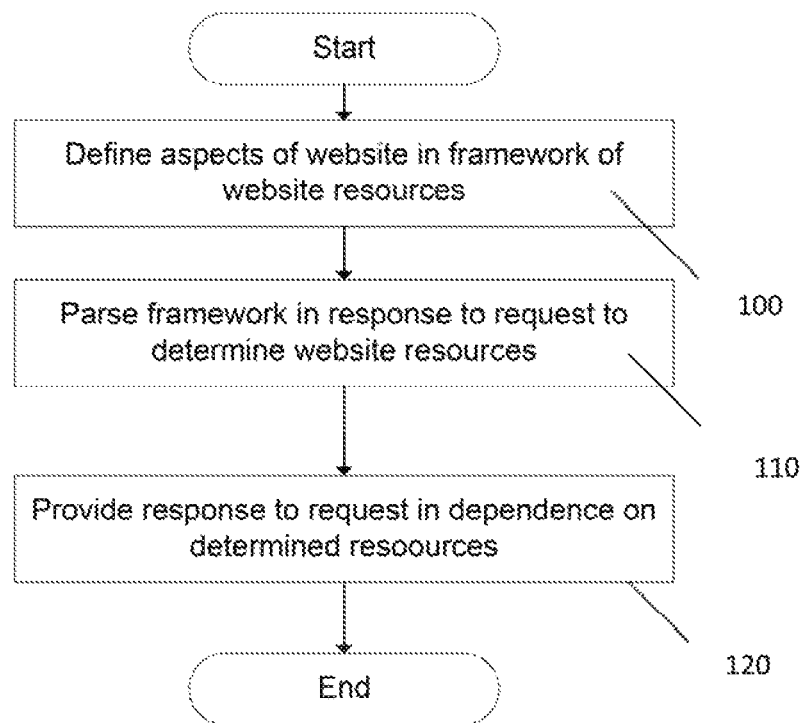 Start
Define aspects of website in framework of
website resources
100
Parse framework in response to request to
determine website resources
110
Provide response to request in dependence on
determined resoources
120
End